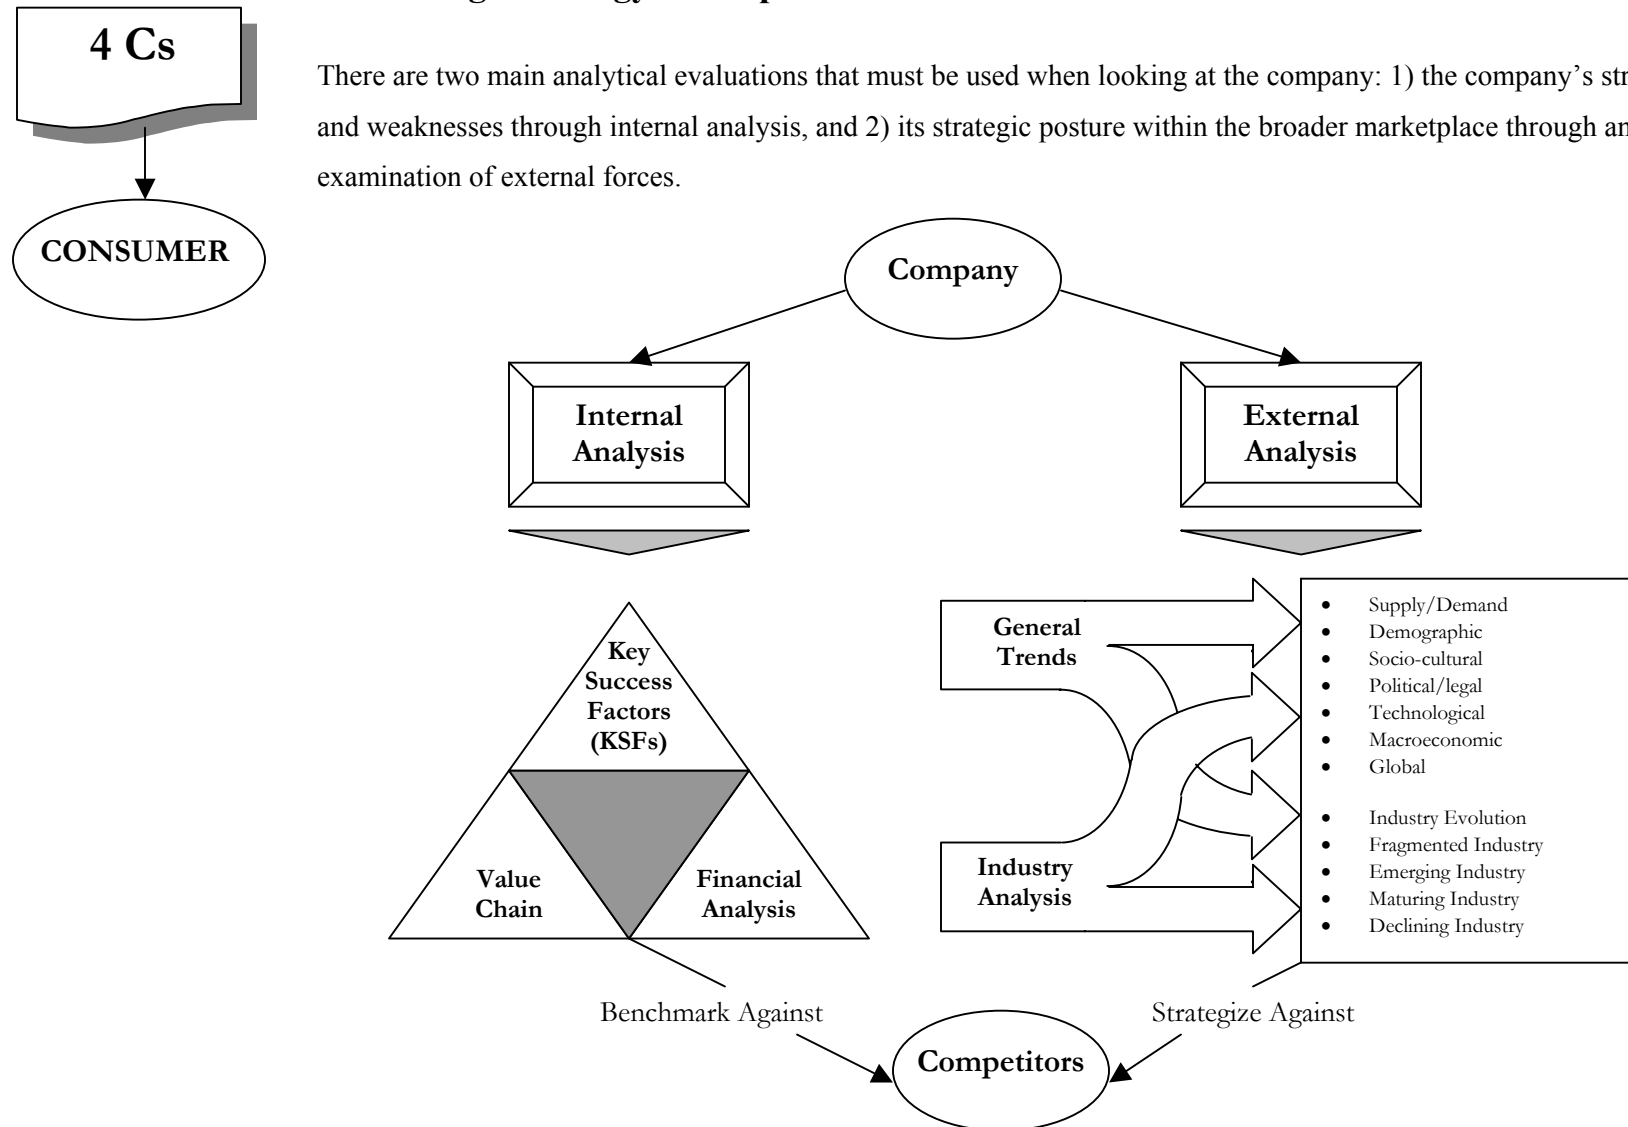 4 Cs
There are two main analytical evaluations that must be used when looking at the company: 1) the company’s
and weaknesses through internal analysis, and 2) its strategic posture within the broader marketplace through
examination of external forces.
CONSUMER
Company
Internal
Analysis
External
Analysis
Key
Success
Factors
(KSFs)
Value
Chain
Financial
Analysis
General
Trends
Industry
Analysis
• Supply/Demand
• Demographic
• Socio-cultural
• Political/legal
• Technological
• Macroeconomic
• Global
• Industry Evolution
• Fragmented Industry
• Emerging Industry
• Maturing Industry
• Declining Industry
Benchmark Against
Strategize Against
Competitors